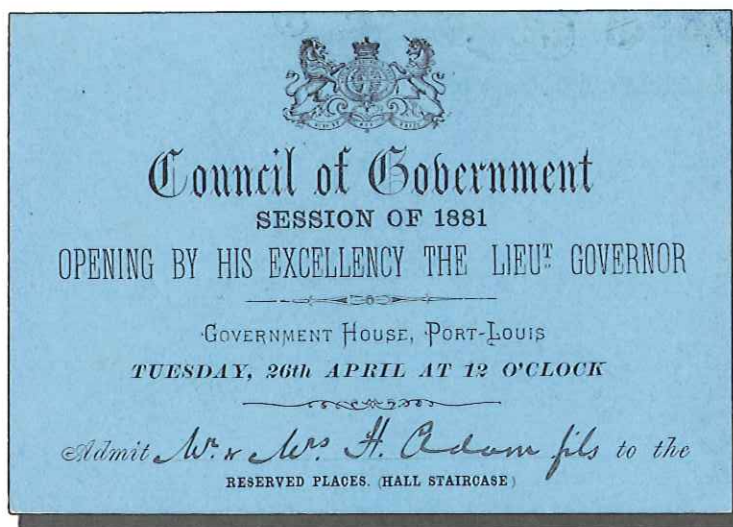 Council of Government
SESSION OF 1881
OPENING BY HIS EXCELLENCY THE LIEUT GOVERNOR
GOVERNMENT HOUSE, PORT-LOUIS
TUESDAY, 26th APRIL AT 12 O'CLOCK
Admit Mr. & Mrs H. Adam fils to the
RESERVED PLACES. (HALL STAIRCASE)